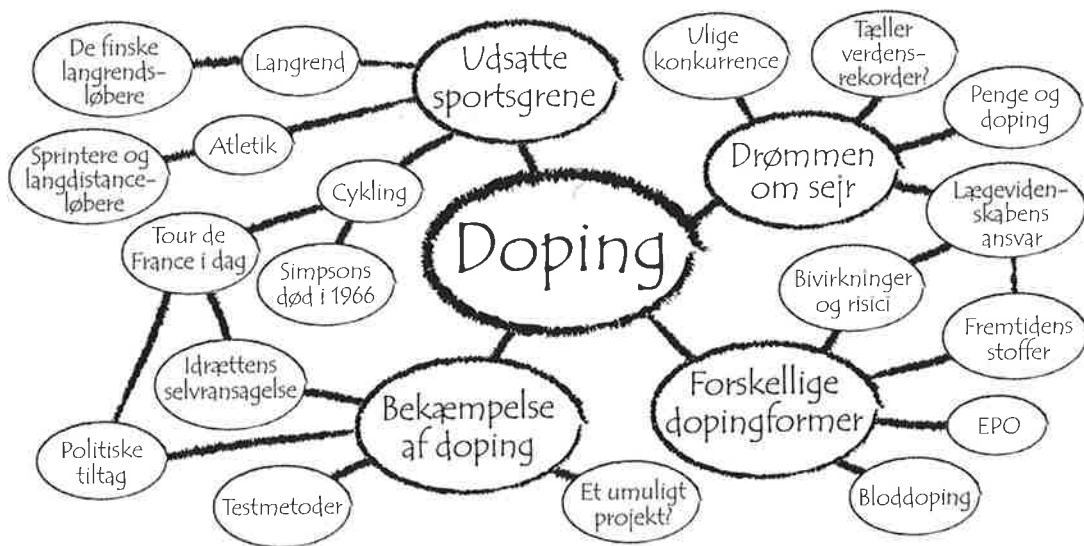 De finske
langrends-
løbere
Langrend
Udsatte
sportsgrene
Ulige
konkurrence
Tæller
verdens-
rekorder?
Penge og
doping
Atletik
Sprintere og
langdistance-
løbere
Drømmen
om sejr
Cykling
Doping
Lægeviden-
skabens
ansvar
Tour de
France i dag
Simpsons
død i 1966
Bivirkninger
og risici
Fremtidens
stoffer
Idrættens
selvransagelse
Bekæmpelse
af doping
Forskellige
dopingformer
EPO
Politiske
tiltag
Testmetoder
Et umuligt
projekt?
Bloddoping